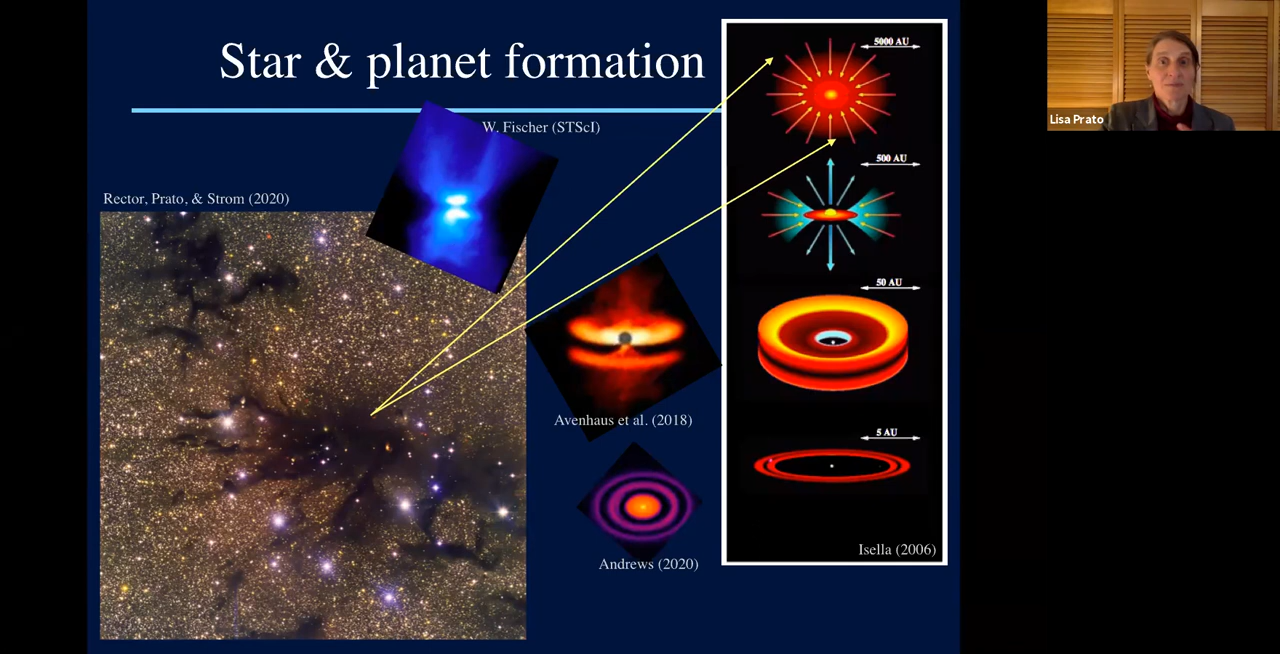 Star & planet formation
W. Fischer (STScI)
Rector, Prato, & Strom (2020)
Avenhaus et al. (2018)
Andrews (2020)
5000 AU
500 AU
50 AU
5 AU
Isella (2006)
Lisa Prato